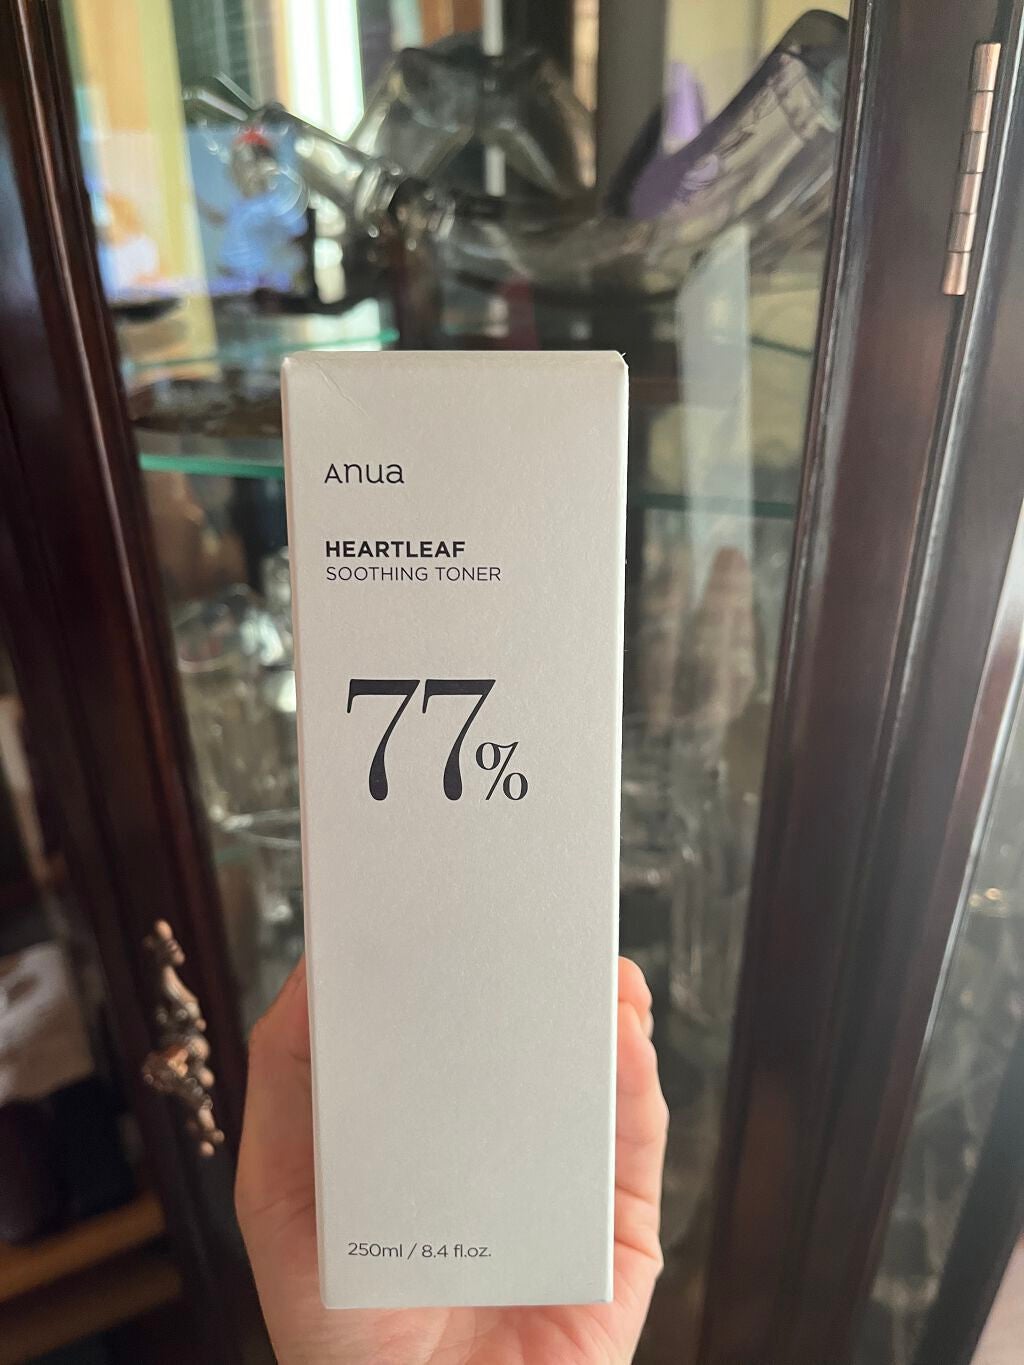 Anua
HEARTLEAF
SOOTHING TONER
77%
250ml / 8.4 fl.oz.